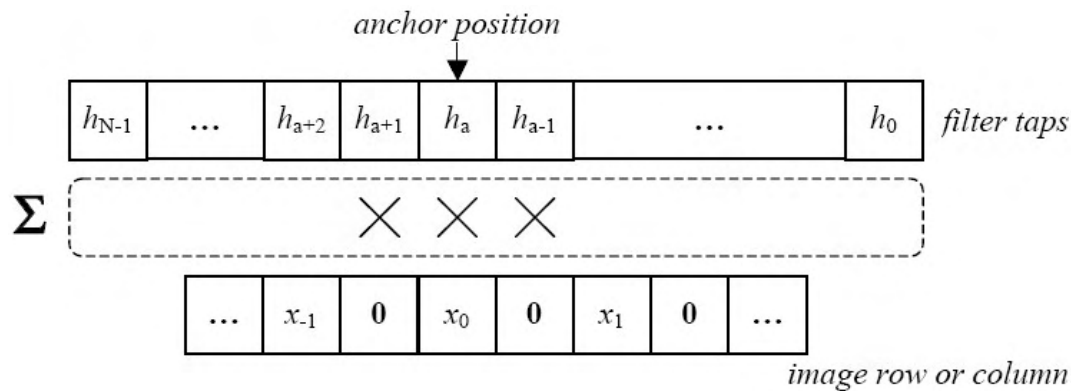 anchor position
h_{N-1} ... h_{a+2} h_{a+1} h_a h_{a-1} ... h_0 filter taps
Σ × × ×
... x_{-1} 0 x_0 0 x_1 0 ...
image row or column